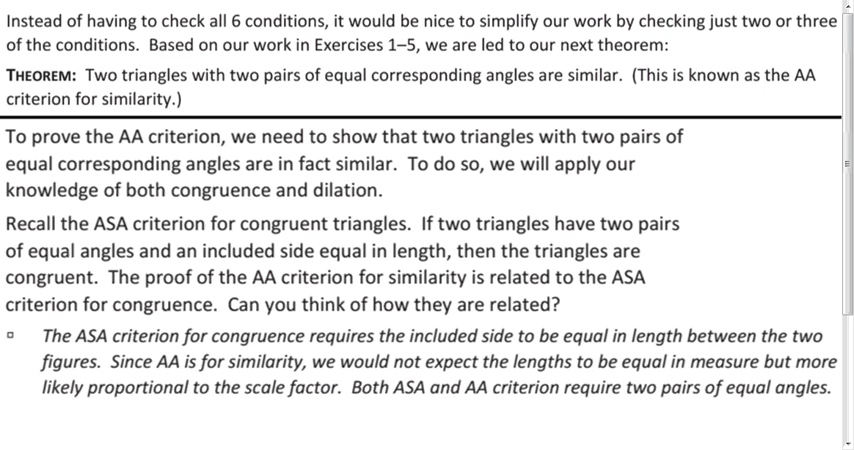 Instead of having to check all 6 conditions, it would be nice to simplify our work by checking just two or three
of the conditions. Based on our work in Exercises 1–5, we are led to our next theorem:
THEOREM: Two triangles with two pairs of equal corresponding angles are similar. (This is known as the AA
criterion for similarity.)
To prove the AA criterion, we need to show that two triangles with two pairs of
equal corresponding angles are in fact similar. To do so, we will apply our
knowledge of both congruence and dilation.
Recall the ASA criterion for congruent triangles. If two triangles have two pairs
of equal angles and an included side equal in length, then the triangles are
congruent. The proof of the AA criterion for similarity is related to the ASA
criterion for congruence. Can you think of how they are related?
▫ The ASA criterion for congruence requires the included side to be equal in length between the two
figures. Since AA is for similarity, we would not expect the lengths to be equal in measure but more
likely proportional to the scale factor. Both ASA and AA criterion require two pairs of equal angles.